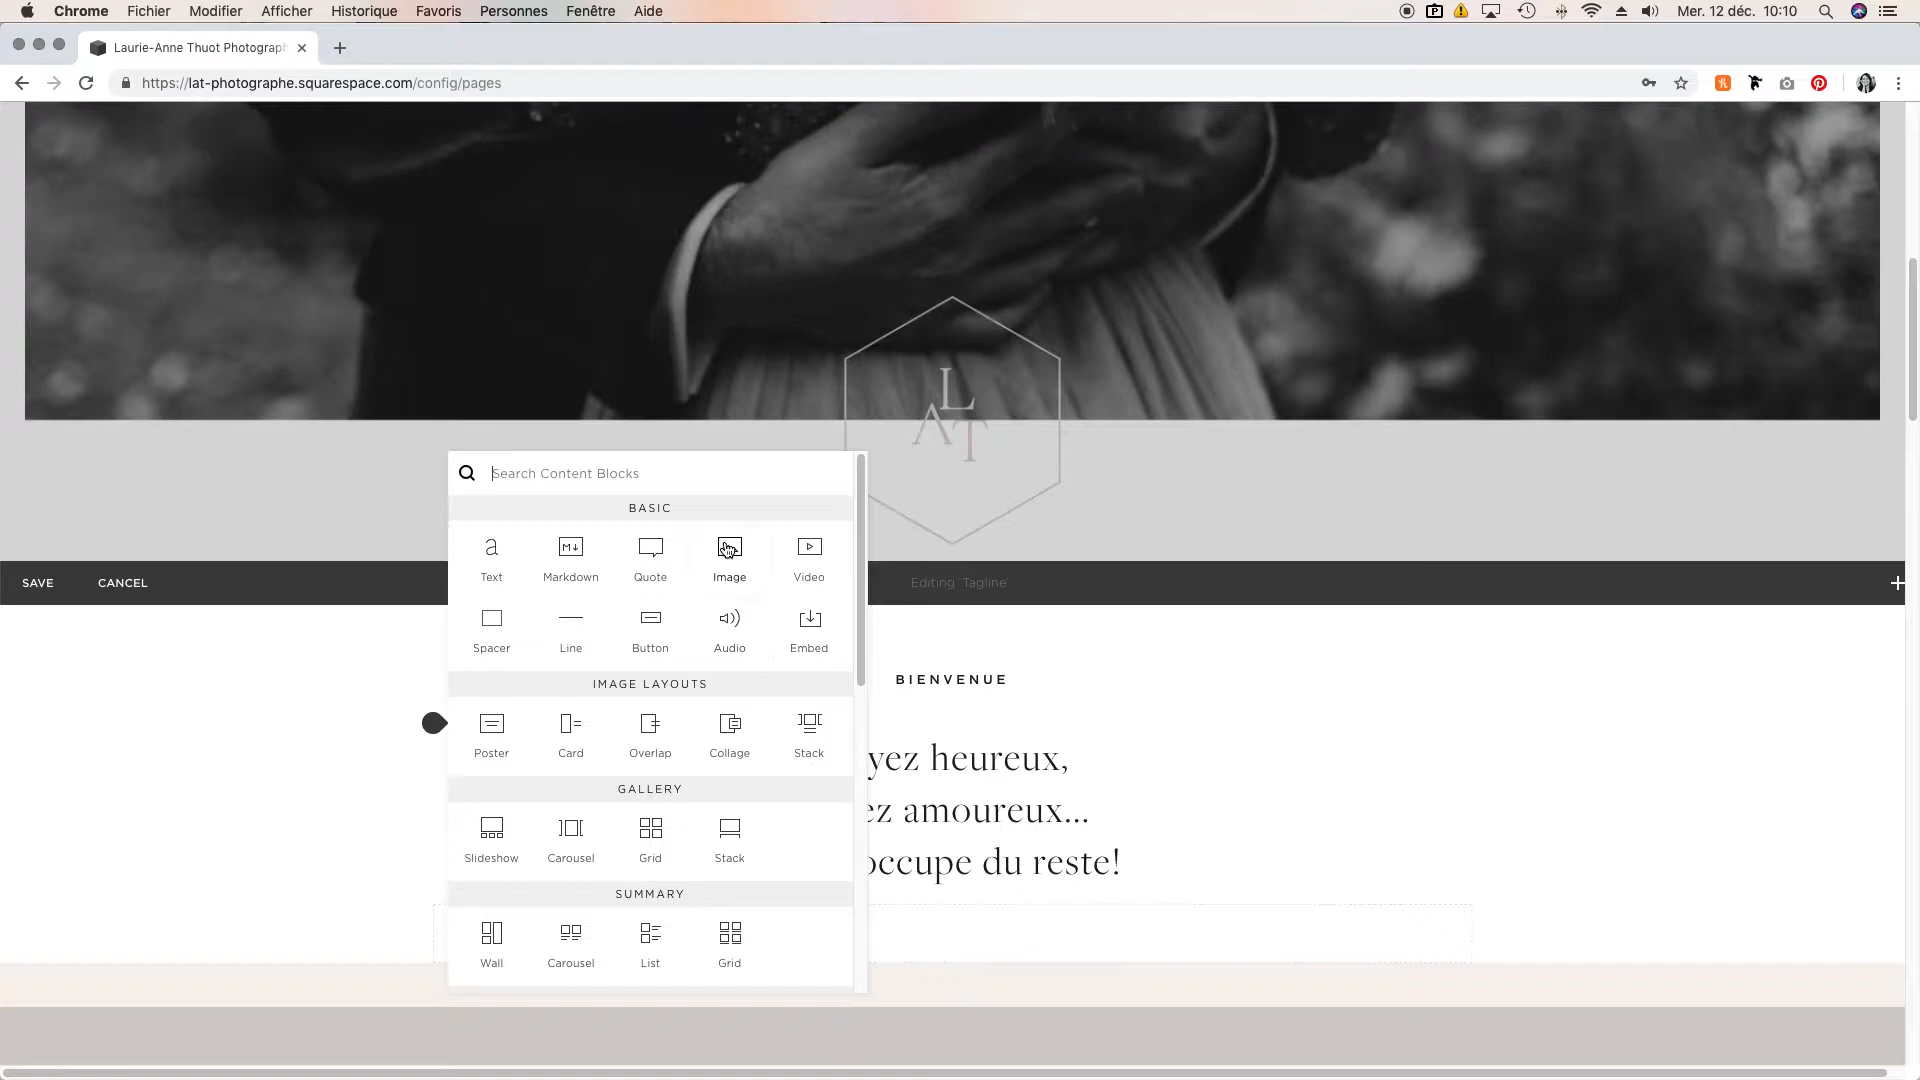 Chrome Fichier Modifier Afficher Historique Favoris Personnes Fenêtre Aide Mer. 12 déc. 10:10
Laurie-Anne Thuot Photograph
https://lat-photographe.squarespace.com/config/pages
L
A T
Search Content Blocks
BASIC
a M
Text Markdown Quote Image Video
SAVE CANCEL Editing 'Tagline'
Spacer Line Button Audio Embed
BIENVENUE
IMAGE LAYOUTS
Poster Card Overlap Collage Stack
yez heureux,
GALLERY
ez amoureux...
Slideshow Carousel Grid Stack
occupe du reste!
SUMMARY
Wall Carousel List Grid